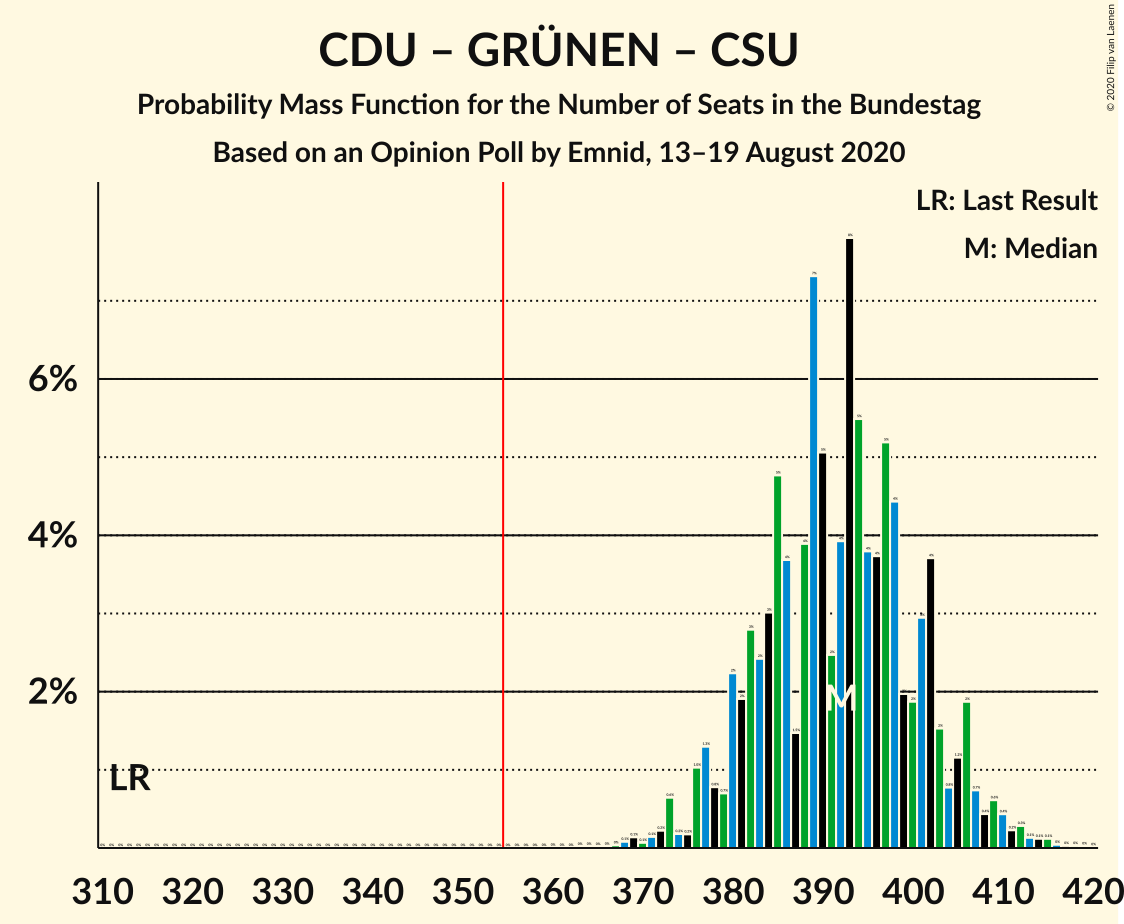 CDU – GRÜNEN – CSU
Probability Mass Function for the Number of Seats in the Bundestag
Based on an Opinion Poll by Emnid, 13–19 August 2020
© 2020 Filip van Laenen
LR: Last Result
M: Median
6%
4%
2%
LR
M
310 320 330 340 350 360 370 380 390 400 410 420